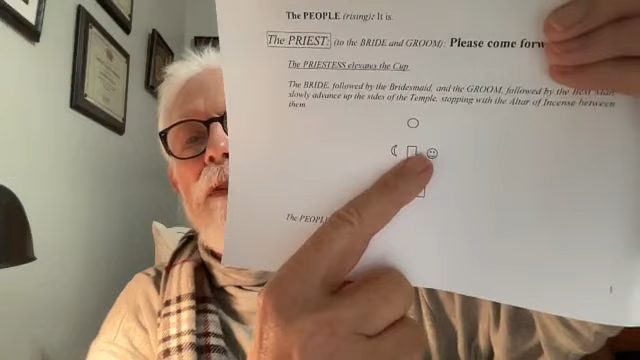 The PEOPLE (rising): It is.
The PRIEST: (to the BRIDE and GROOM): Please come forw
The PRIESTESS elevates the Cup.
The BRIDE, followed by the Bridesmaid, and the GROOM, followed by the Best Man,
slowly advance up the sides of the Temple, stopping with the Altar of Incense between
them.
The PEOPL